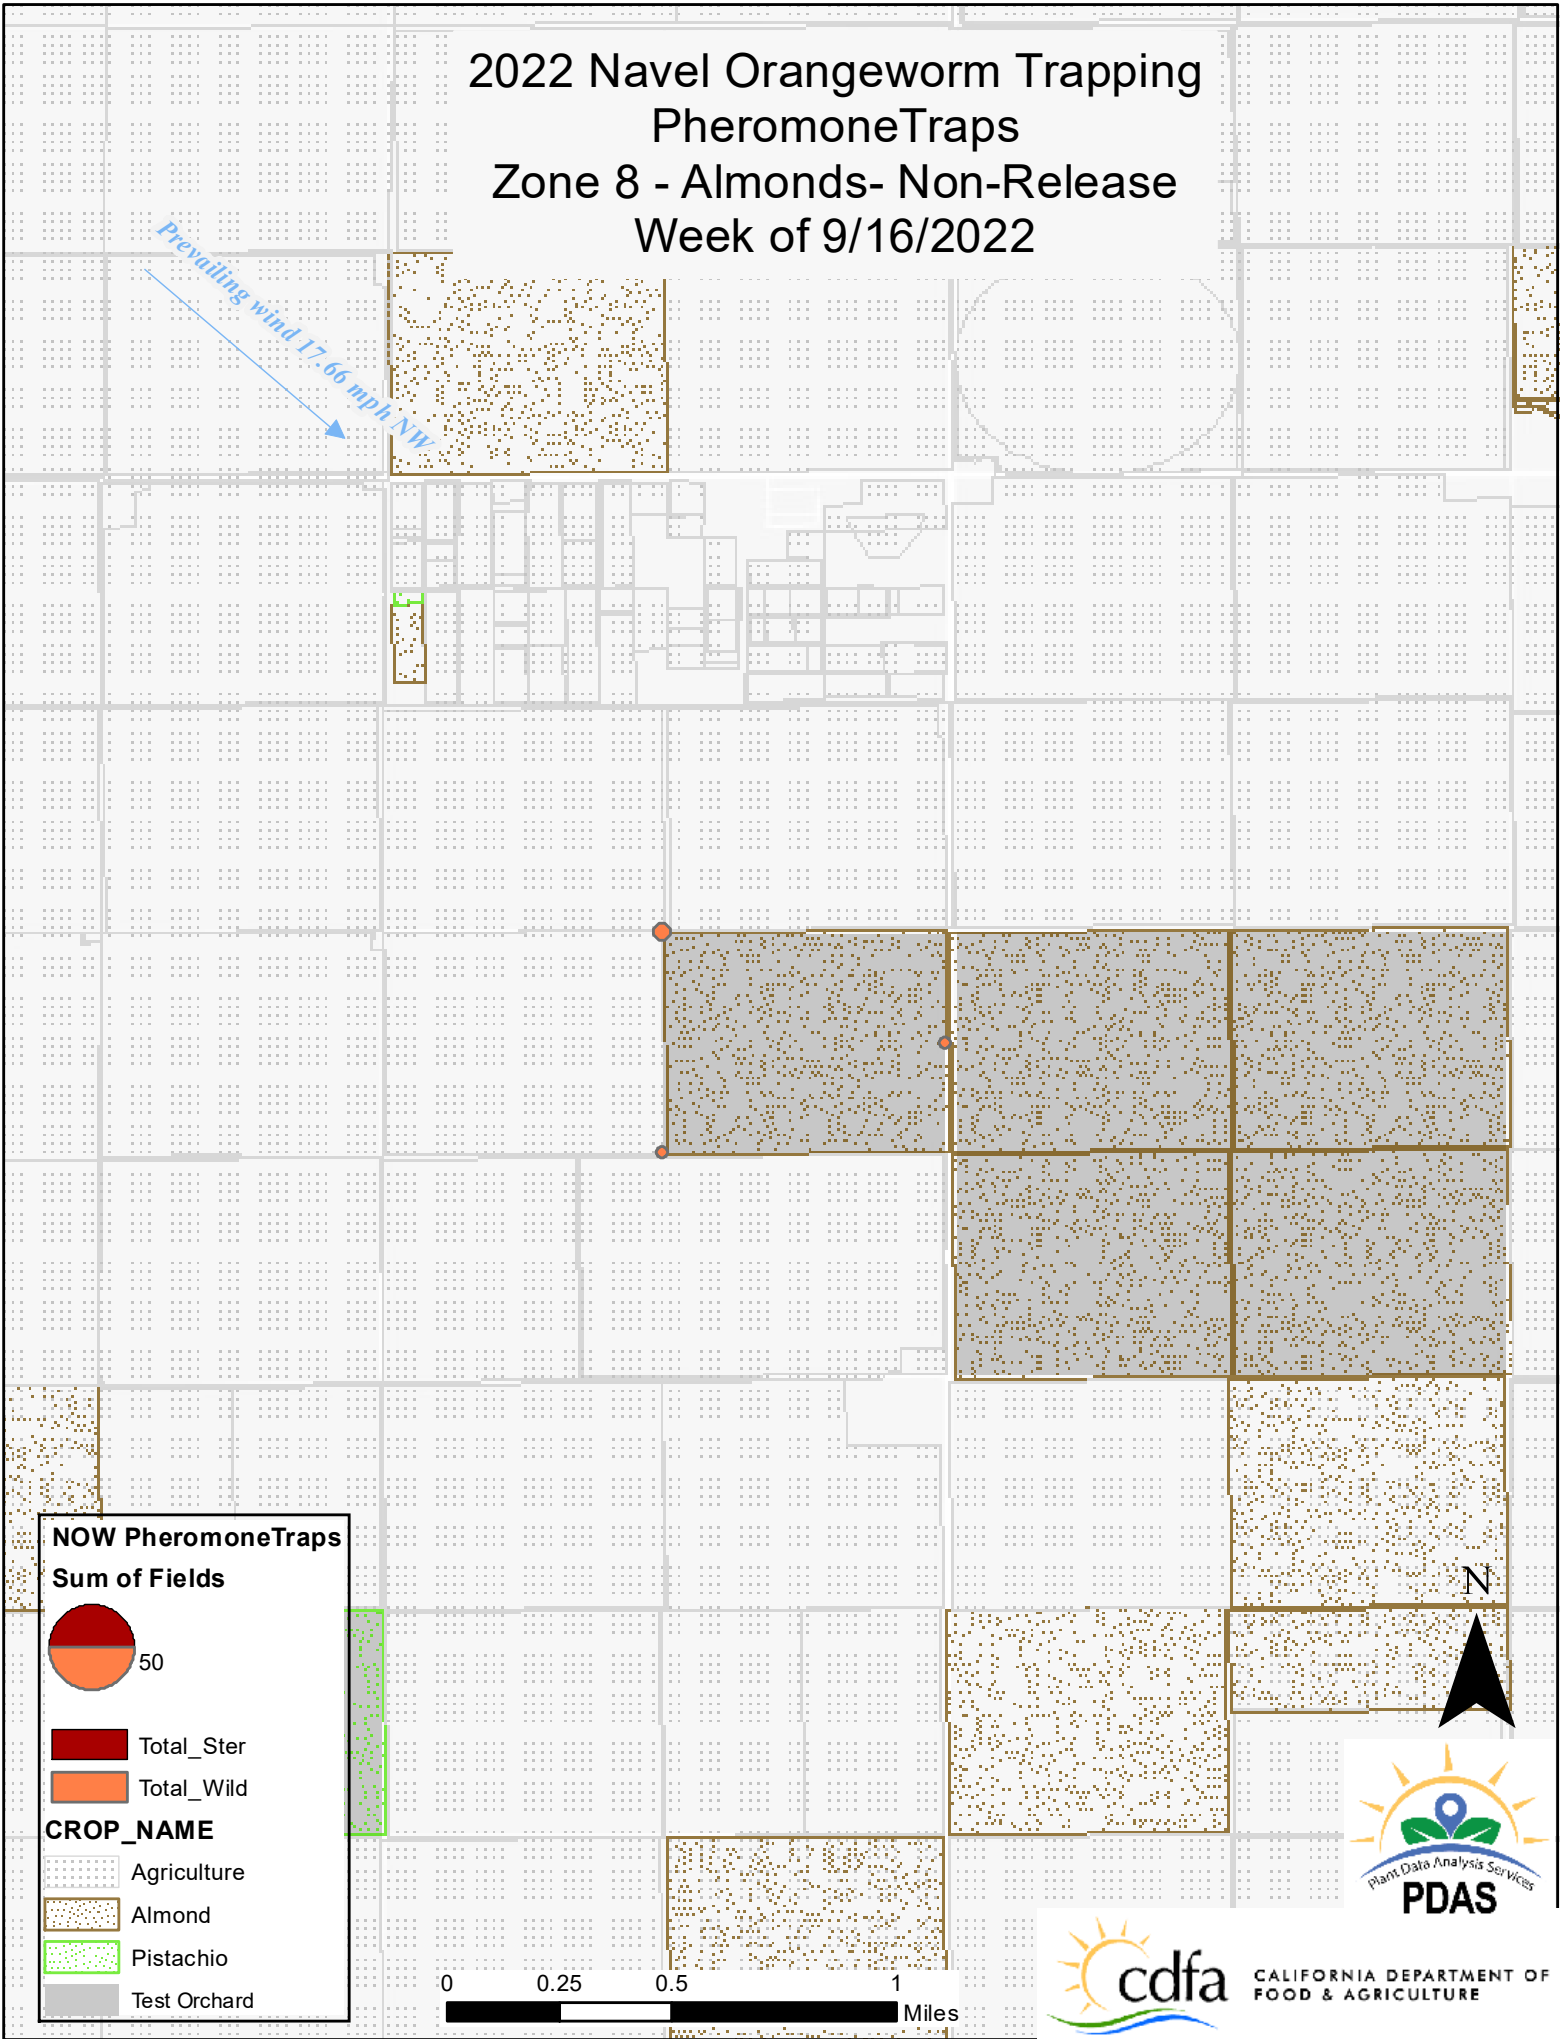 2022 Navel Orangeworm Trapping
PheromoneTraps
Zone 8 - Almonds- Non-Release
Week of 9/16/2022
Prevailing wind 17.66 mph NW
N
NOW PheromoneTraps
Sum of Fields
50
Total_Ster
Total_Wild
CROP_NAME
Agriculture
Almond
Pistachio
Test Orchard
0 0.25 0.5 1
Miles
Plant Data Analysis Services
PDAS
cdfa
CALIFORNIA DEPARTMENT OF
FOOD & AGRICULTURE